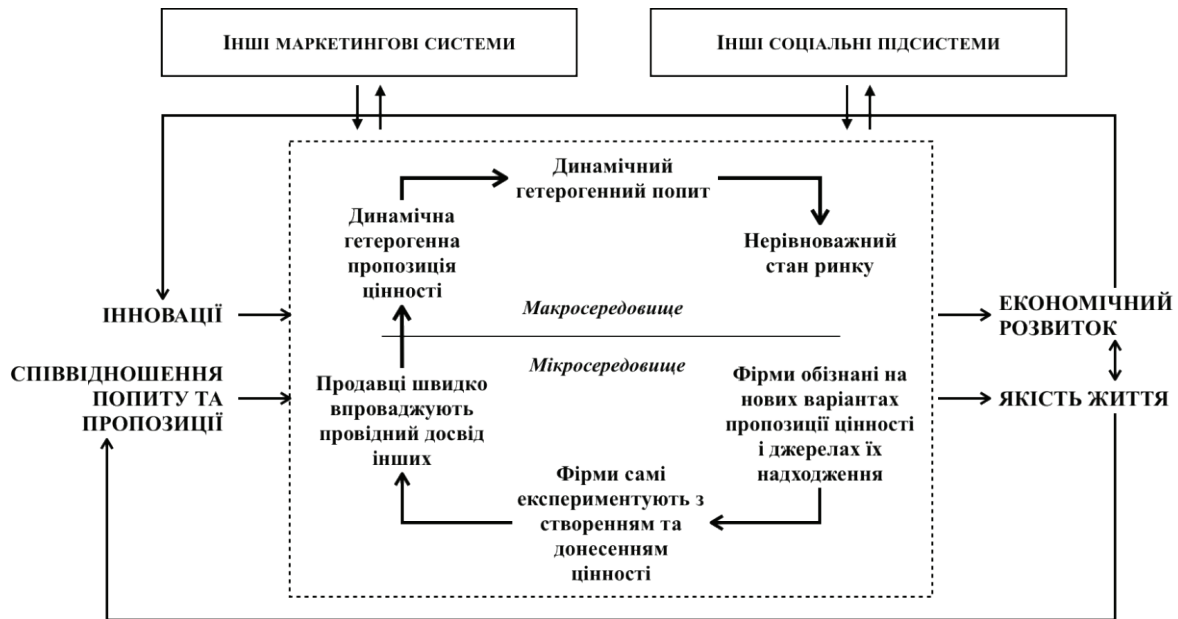 ІНШІ МАРКЕТИНГОВІ СИСТЕМИ
ІНШІ СОЦІАЛЬНІ ПІДСИСТЕМИ
Динамічний
гетерогенний попит
Динамічна
гетерогенна
пропозиція
цінності
Нерівноважний
стан ринку
ІННОВАЦІЇ
Макросередовище
ЕКОНОМІЧНИЙ
РОЗВИТОК
СПІВВІДНОШЕННЯ
ПОПИТУ ТА
ПРОПОЗИЦІЇ
Мікросередовище
Продавці швидко
впроваджують
провідний досвід
інших
Фірми обізнані на
нових варіантах
пропозиції цінності
і джерелах їх
надходження
ЯКІСТЬ ЖИТТЯ
Фірми самі
експериментують з
створенням та
донесенням
цінності